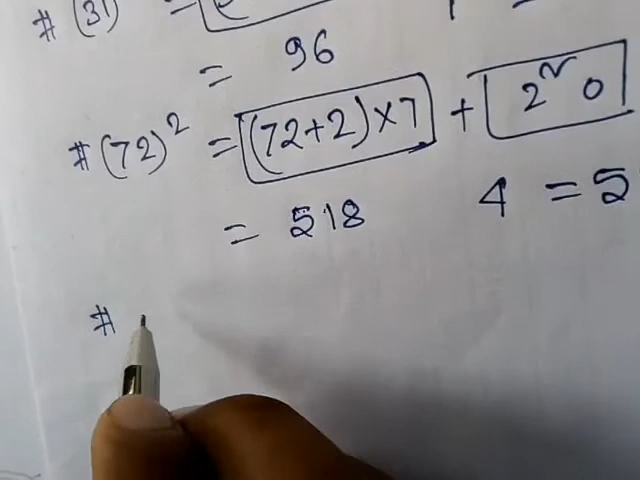 # (31) =
= 96
# (72)² = (72+2)×7 + 2² 0
= 518 4 = 5
#